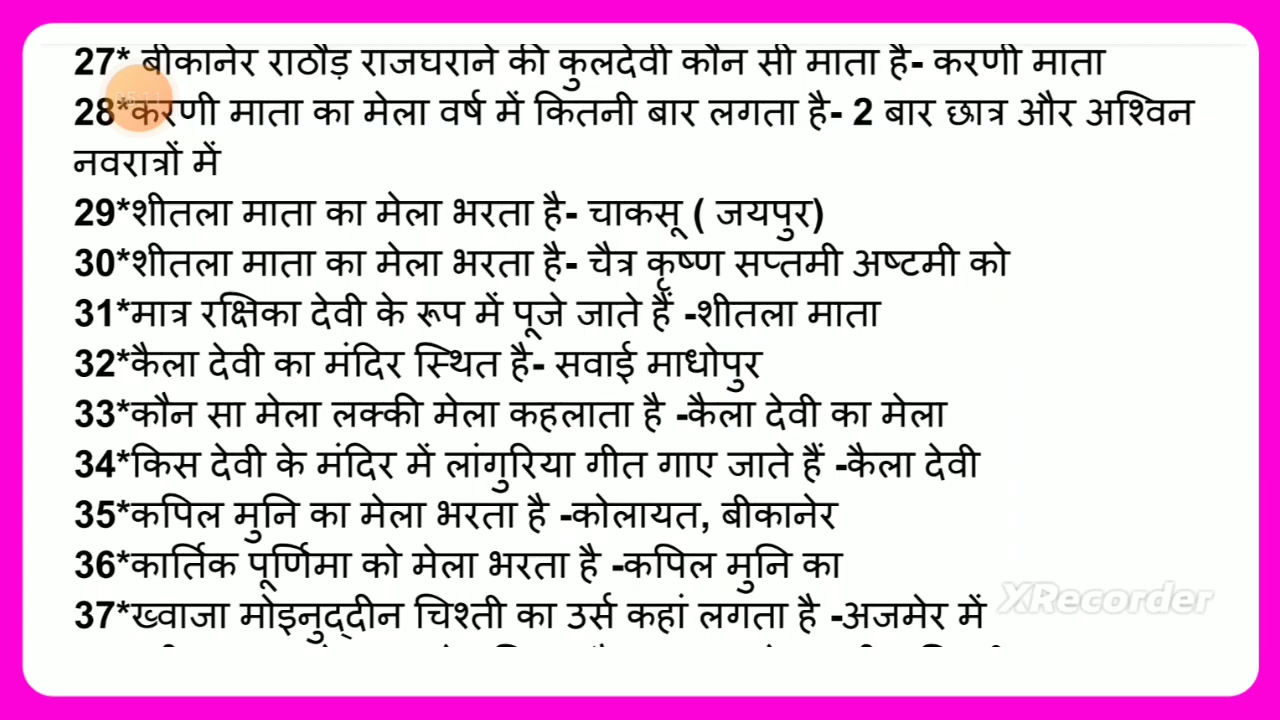 27* बीकानेर राठौड़ राजघराने की कुलदेवी कौन सी माता है- करणी माता
28*करणी माता का मेला वर्ष में कितनी बार लगता है- 2 बार छात्र और अश्विन
नवरात्रों में
29*शीतला माता का मेला भरता है- चाकसू ( जयपुर)
30*शीतला माता का मेला भरता है- चैत्र कृष्ण सप्तमी अष्टमी को
31*मात्र रक्षिका देवी के रूप में पूजे जाते हैं -शीतला माता
32*कैला देवी का मंदिर स्थित है- सवाई माधोपुर
33*कौन सा मेला लक्की मेला कहलाता है -कैला देवी का मेला
34*किस देवी के मंदिर में लांगुरिया गीत गाए जाते हैं -कैला देवी
35*कपिल मुनि का मेला भरता है -कोलायत, बीकानेर
36*कार्तिक पूर्णिमा को मेला भरता है -कपिल मुनि का
XRecorder
37*ख्वाजा मोइनुद्दीन चिश्ती का उर्स कहां लगता है -अजमेर में